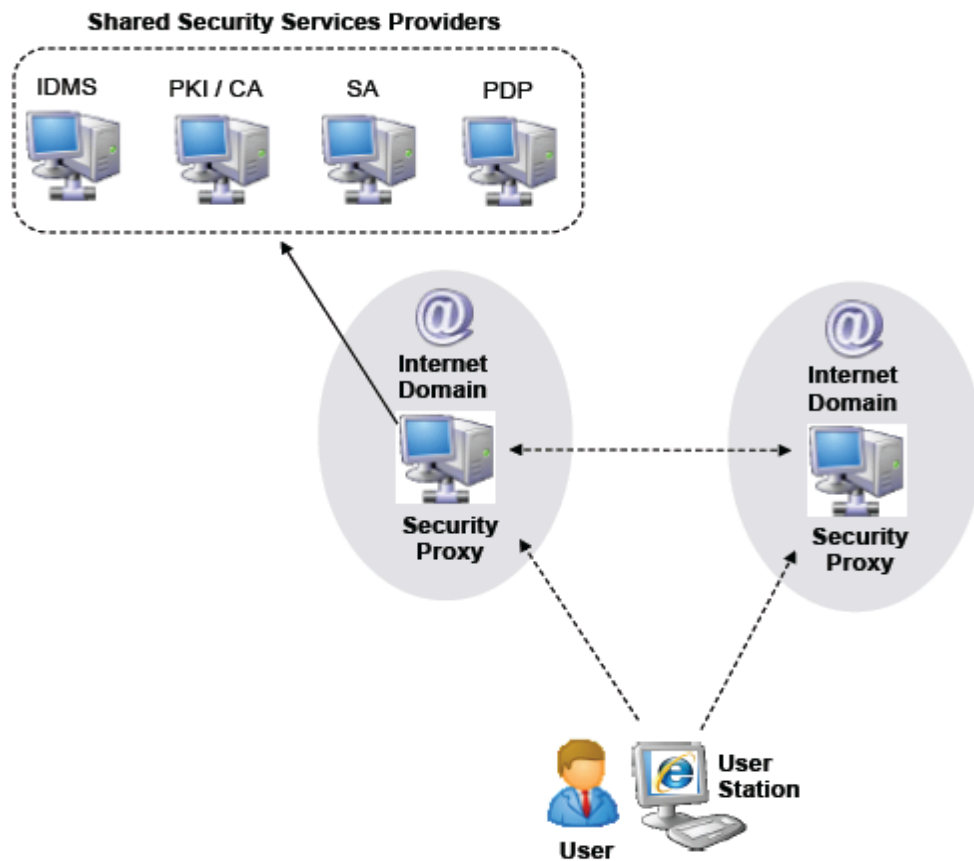 Shared Security Services Providers
IDMS
PKI / CA
SA
PDP
@
Internet
Domain
Security
Proxy
@
Internet
Domain
Security
Proxy
User
Station
User